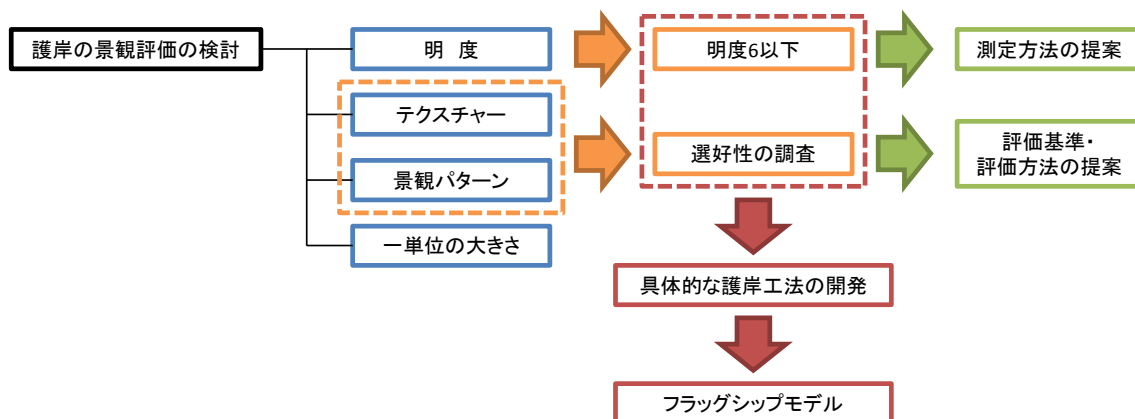 護岸の景観評価の検討
明 度
明度6以下
測定方法の提案
テクスチャー
景観パターン
選好性の調査
評価基準・
評価方法の提案
一単位の大きさ
具体的な護岸工法の開発
フラッグシップモデル